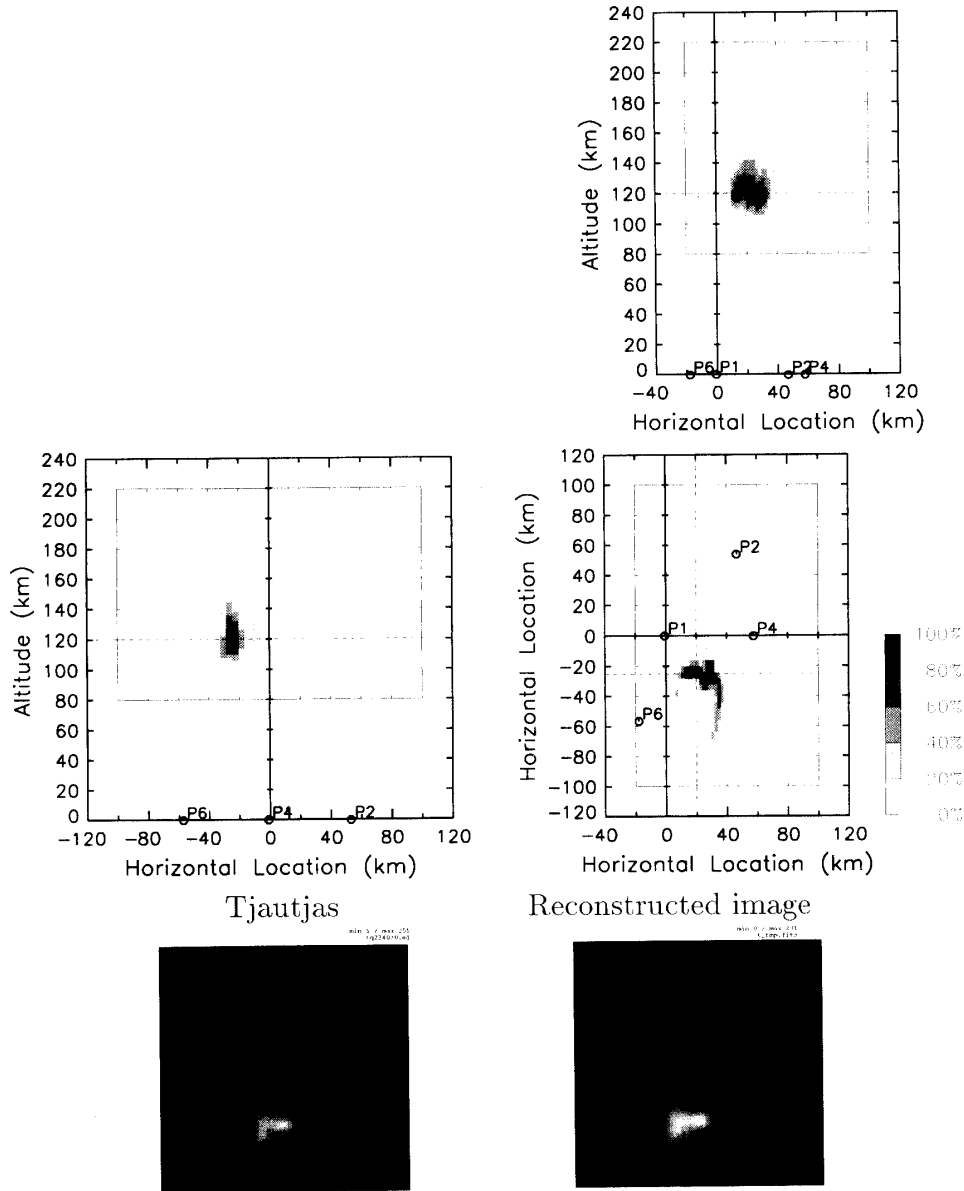 240
220
200
180
160
140
120
100
80
60
40
20
0
Altitude (km)
P6 P1 P2 P4
-40 0 40 80 120
Horizontal Location (km)
240
220
200
180
160
140
120
100
80
60
40
20
0
Altitude (km)
P6 P4 P2
-120 -80 -40 0 40 80 120
Horizontal Location (km)
120
100
80
60
40
20
0
-20
-40
-60
-80
-100
-120
Horizontal Location (km)
P2
P1 P4
P6
-40 0 40 80 120
Horizontal Location (km)
100%
80%
60%
40%
20%
0%
Tjautjas
Reconstructed image